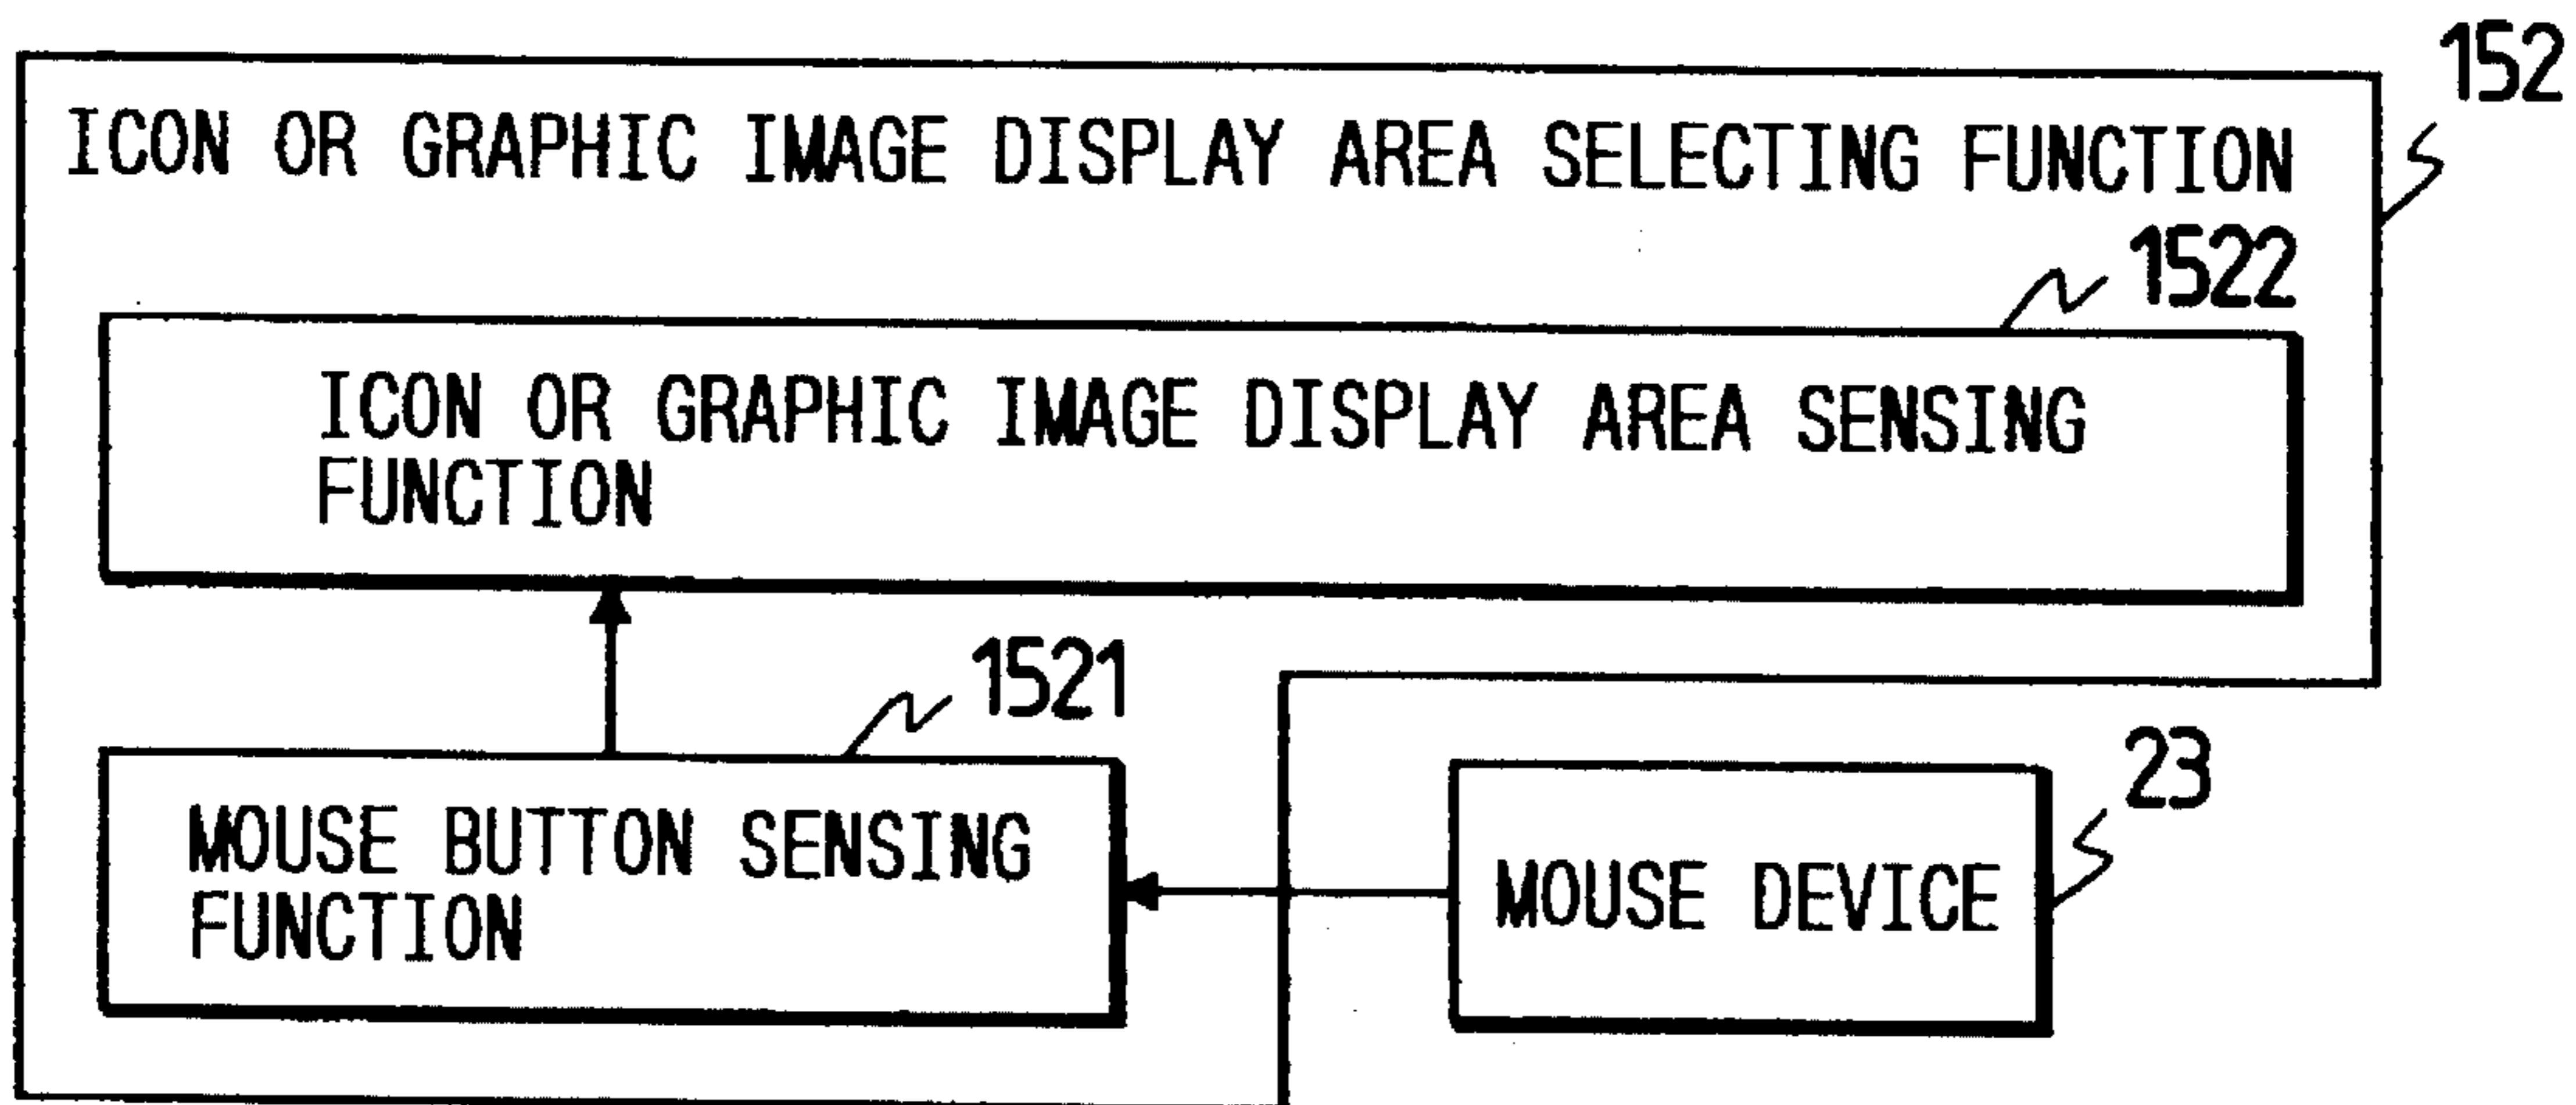 152
ICON OR GRAPHIC IMAGE DISPLAY AREA SELECTING FUNCTION
1522
ICON OR GRAPHIC IMAGE DISPLAY AREA SENSING
FUNCTION
1521
MOUSE BUTTON SENSING
FUNCTION
23
MOUSE DEVICE